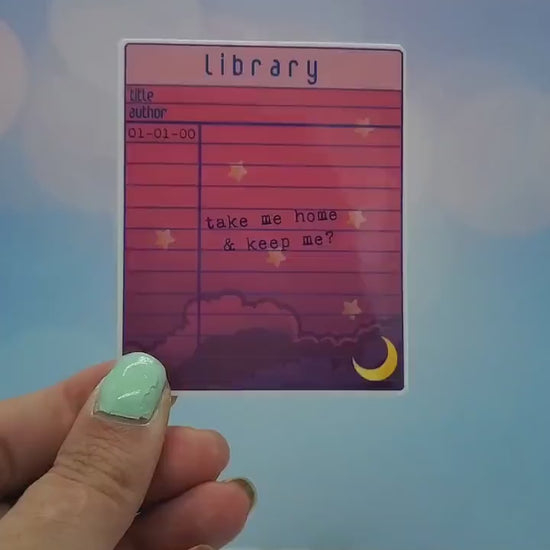 library
title
author
01-01-00
take me home
& keep me?